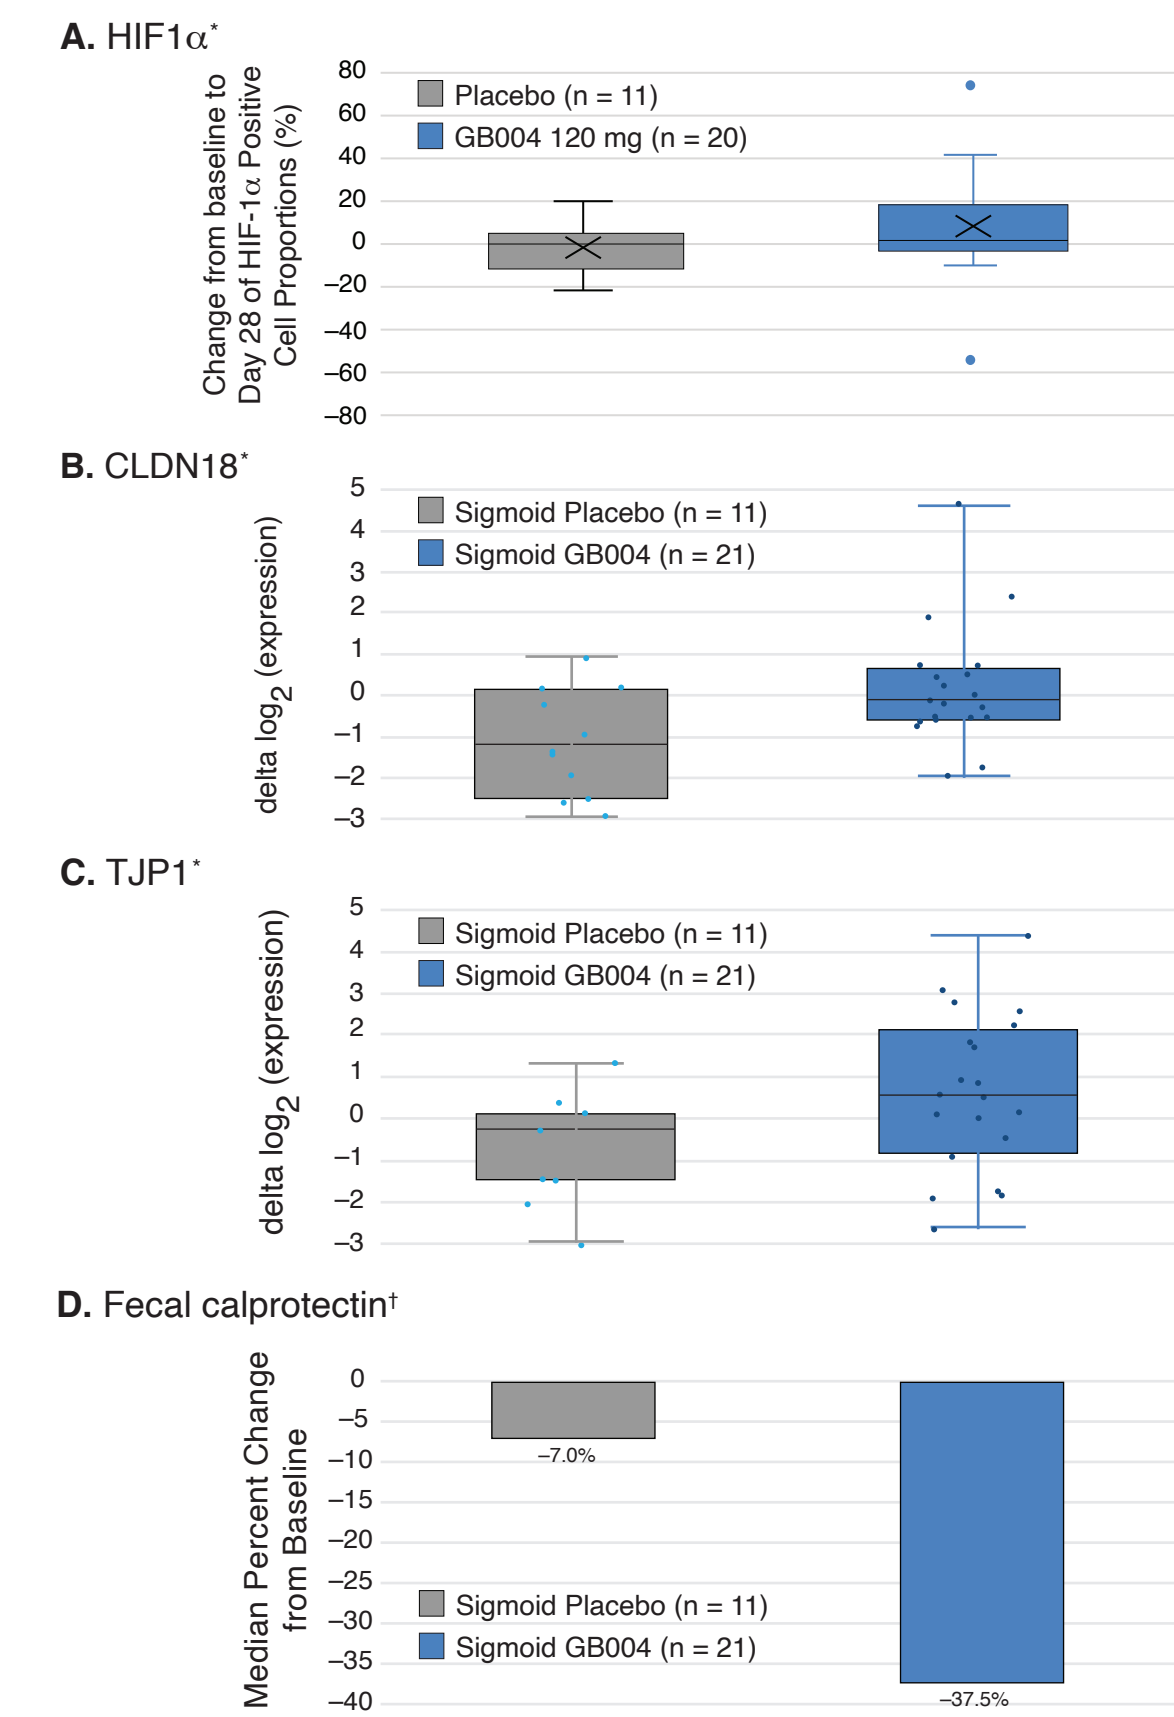 A. HIF1α*
Change from baseline to
Day 28 of HIF-1α Positive
Cell Proportions (%)
80
60
40
20
0
–20
–40
–60
–80
Placebo (n = 11)
GB004 120 mg (n = 20)
B. CLDN18*
delta log2 (expression)
5
4
3
2
1
0
–1
–2
–3
Sigmoid Placebo (n = 11)
Sigmoid GB004 (n = 21)
C. TJP1*
delta log2 (expression)
5
4
3
2
1
0
–1
–2
–3
Sigmoid Placebo (n = 11)
Sigmoid GB004 (n = 21)
D. Fecal calprotectin†
Median Percent Change
from Baseline
0
–5
–10
–15
–20
–25
–30
–35
–40
–7.0%
Sigmoid Placebo (n = 11)
Sigmoid GB004 (n = 21)
–37.5%